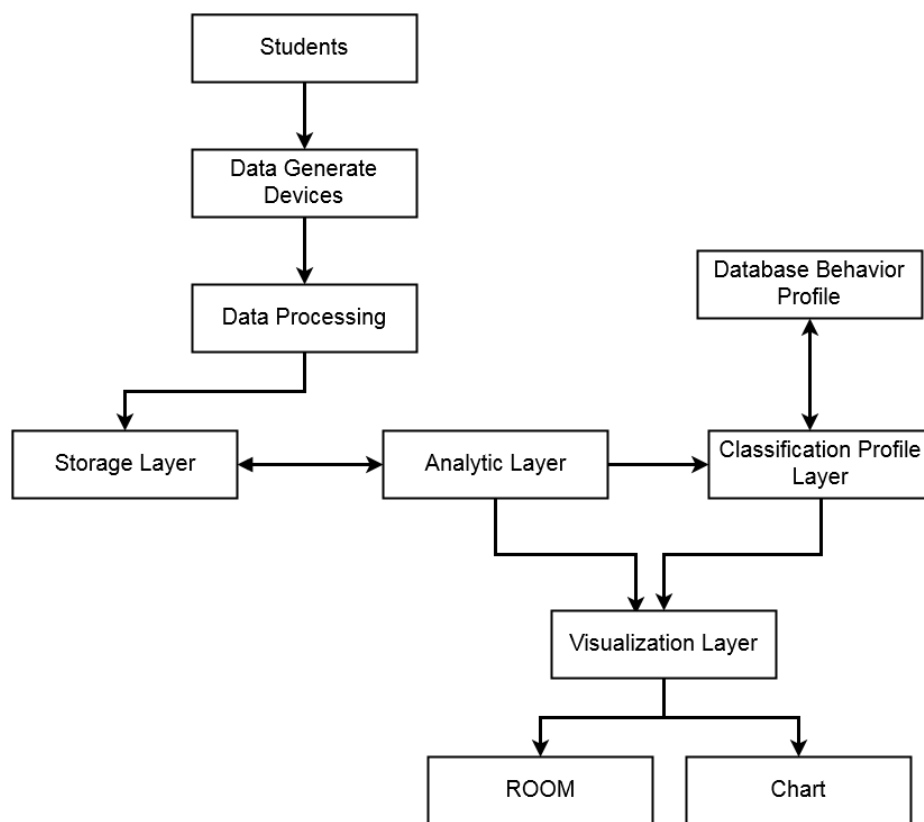 Students
Data Generate
Devices
Data Processing
Database Behavior
Profile
Storage Layer
Analytic Layer
Classification Profile
Layer
Visualization Layer
ROOM
Chart